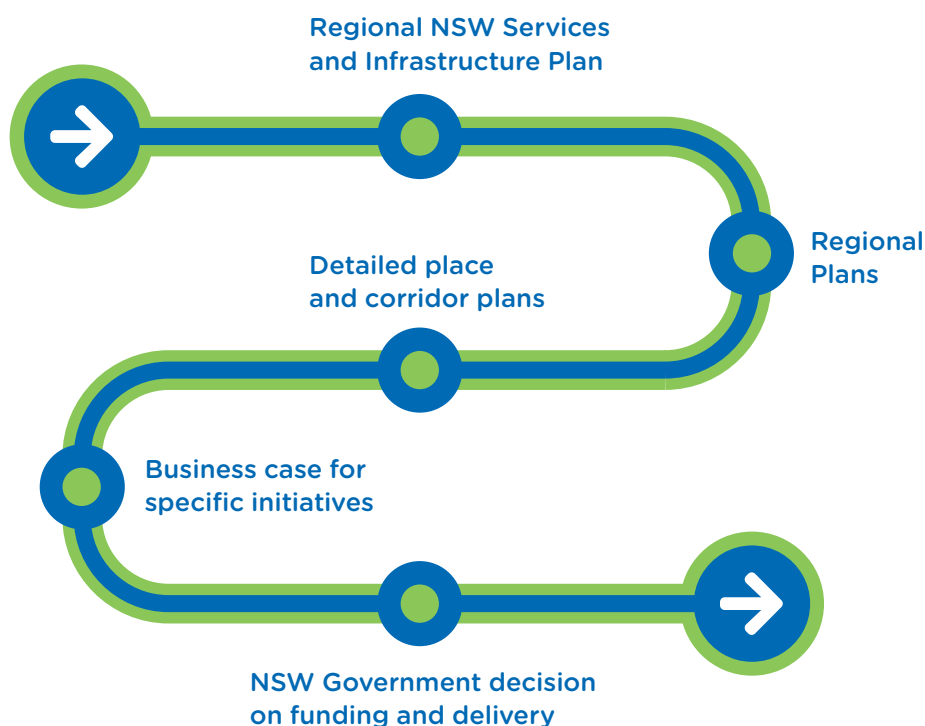 Regional NSW Services
and Infrastructure Plan
Regional
Plans
Detailed place
and corridor plans
Business case for
specific initiatives
NSW Government decision
on funding and delivery